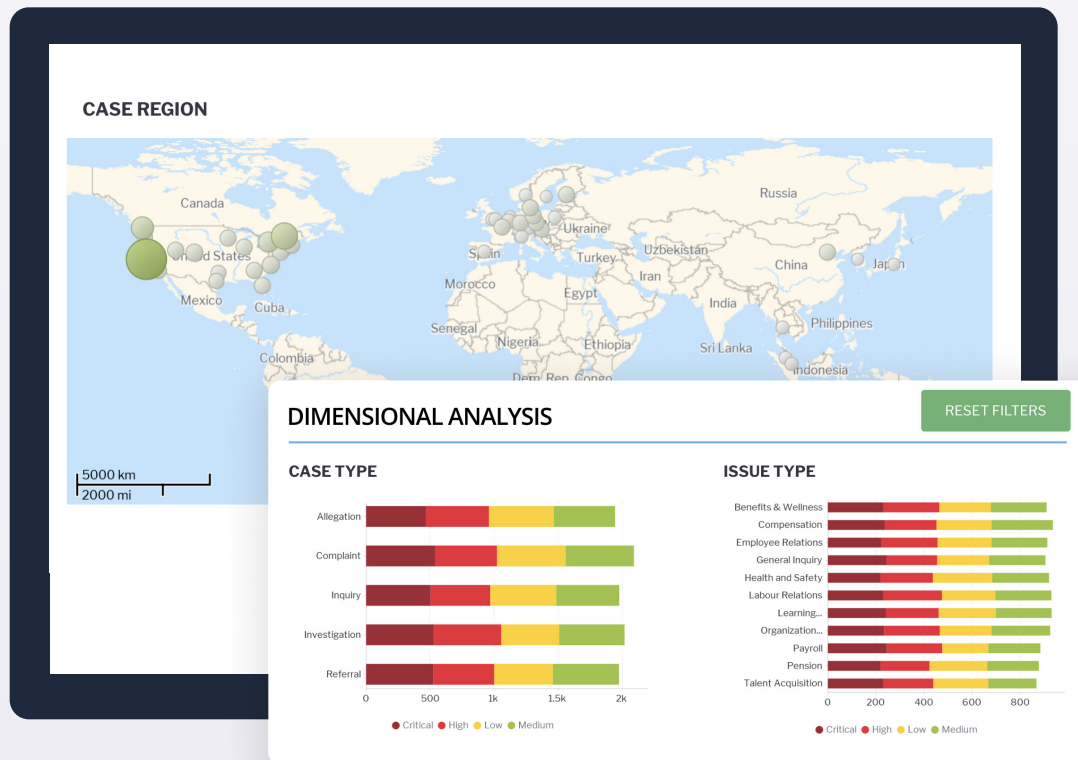 CASE REGION
Canada
Russia
United States
Ukraine
Uzbekistán
Spain
Turkey
China
Japan
Iran
Morocco
Egypt
Mexico
Cuba
India
Senegal
Nigeria
Ethiopia
Philippines
Sri Lanka
Colombia
Indonesia
Dem. Rep. Congo
5000 km
2000 mi
DIMENSIONAL ANALYSIS
RESET FILTERS
CASE TYPE
Allegation
Complaint
Inquiry
Investigation
Referral
0 500 1k 1.5k 2k
Critical High Low Medium
ISSUE TYPE
Benefits & Wellness
Compensation
Employee Relations
General Inquiry
Health and Safety
Labour Relations
Learning...
Organization...
Payroll
Pension
Talent Acquisition
0 200 400 600 800
Critical High Low Medium